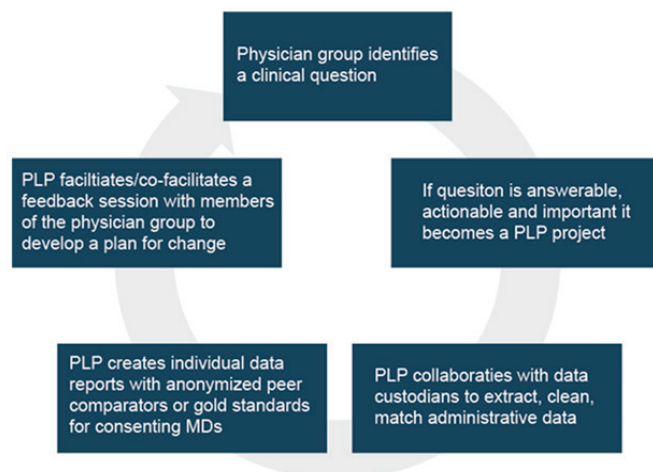 Physician group identifies
a clinical question
If quesiton is answerable,
actionable and important it
becomes a PLP project
PLP collaboraties with data
custodians to extract, clean,
match administrative data
PLP creates individual data
reports with anonymized peer
comparators or gold standards
for consenting MDs
PLP faciltiates/co-facilitates a
feedback session with members
of the physician group to
develop a plan for change